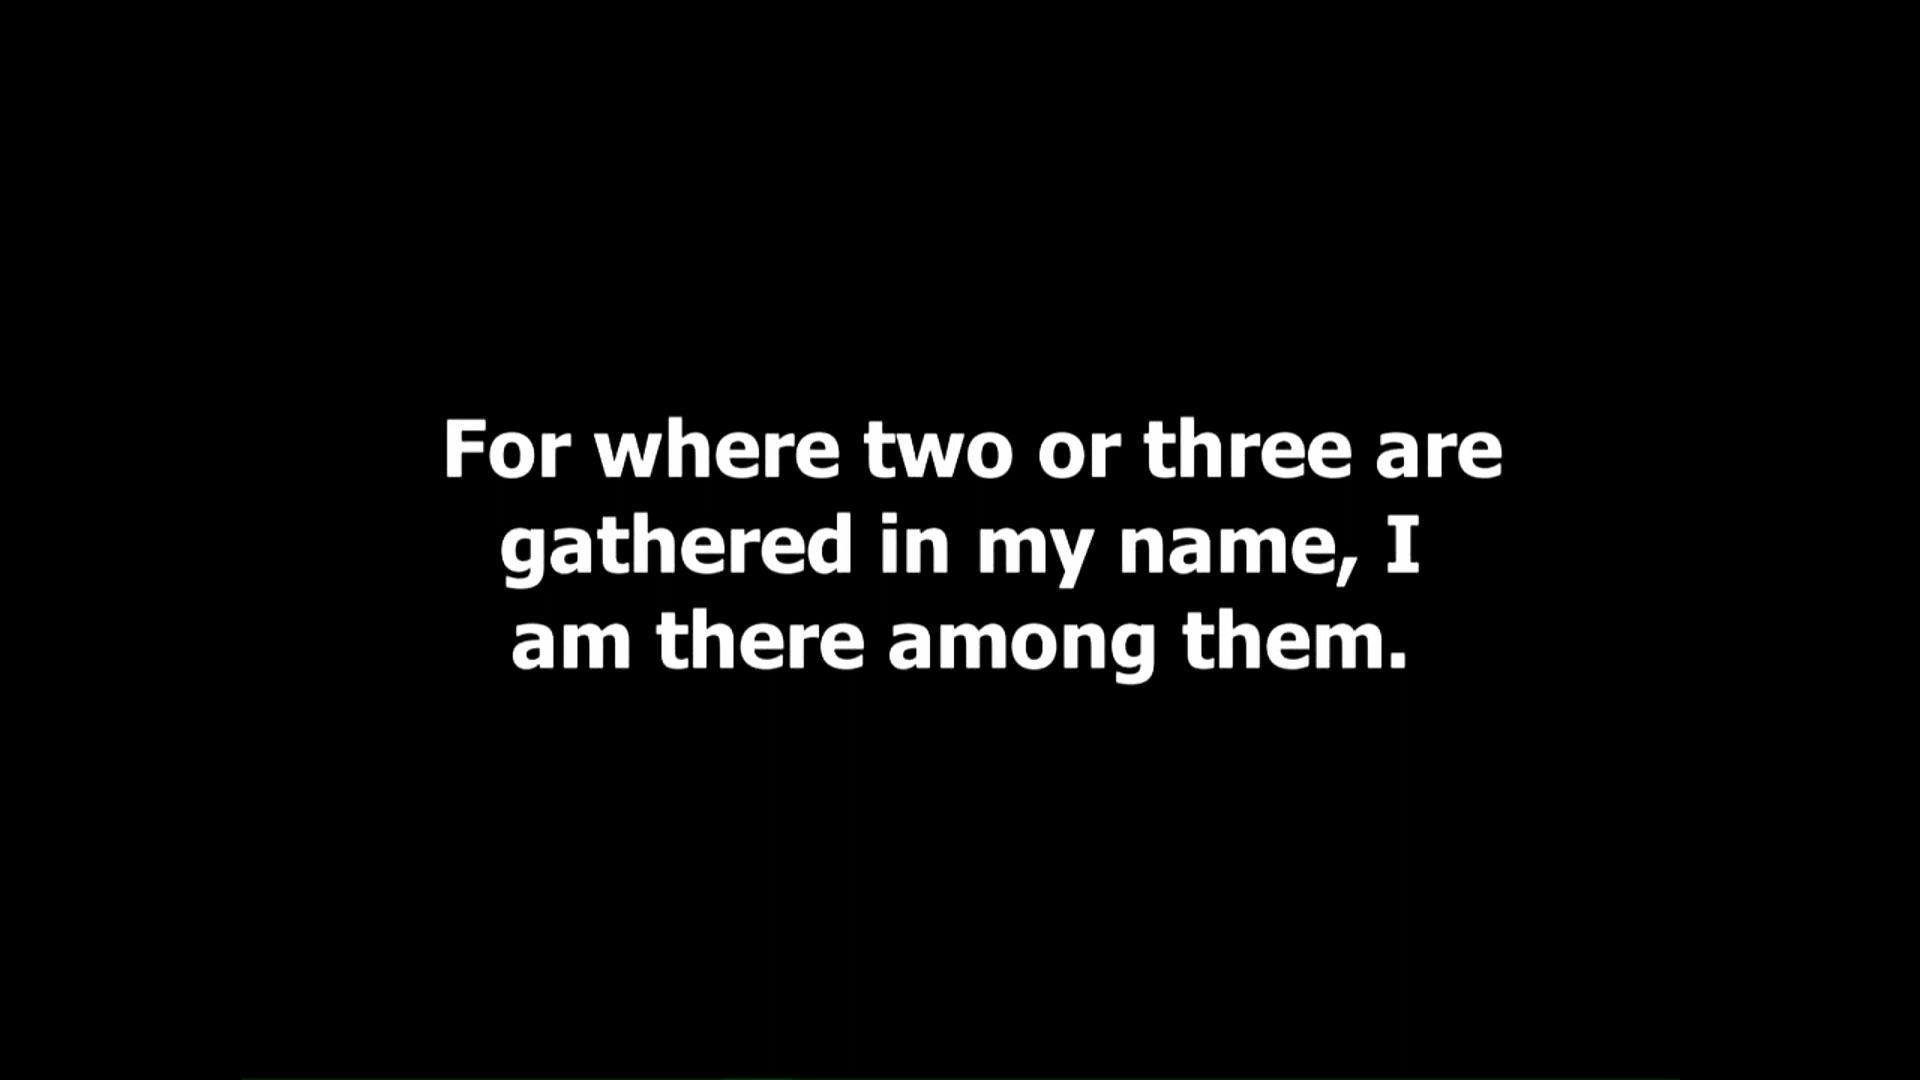 For where two or three are
gathered in my name, I
am there among them.